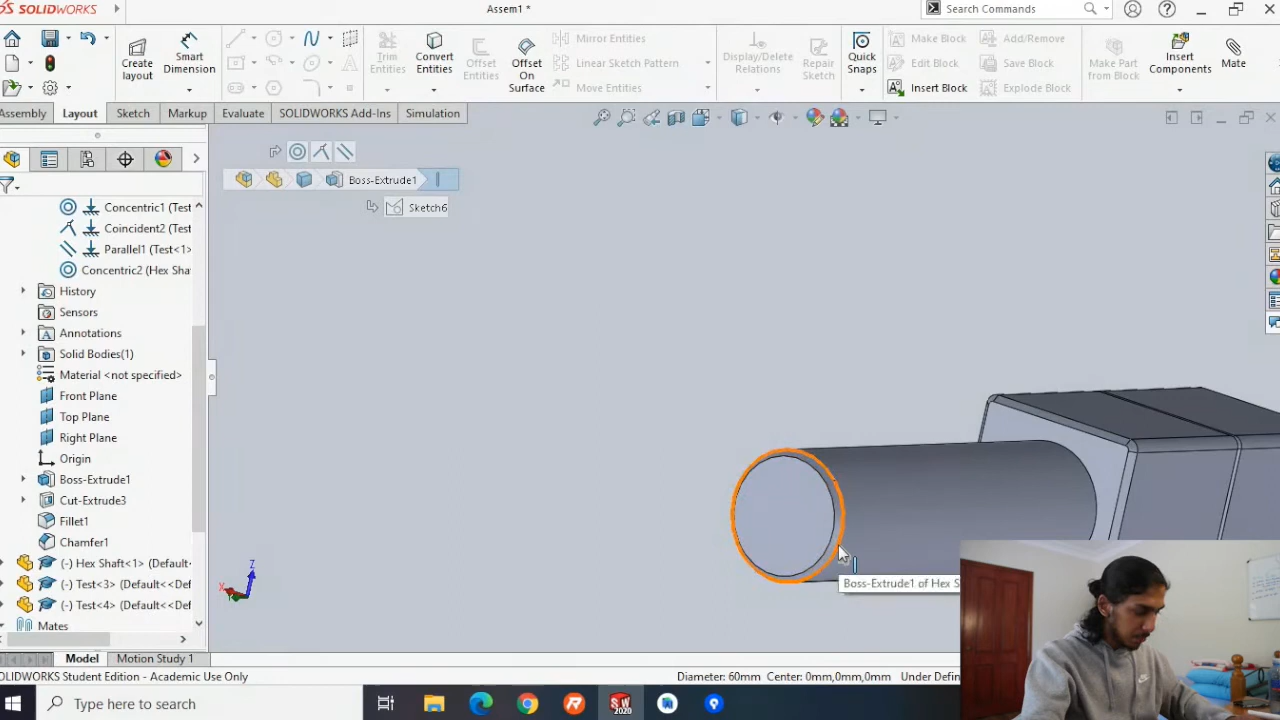 SOLIDWORKS
Assem1 *
Search Commands
Create layout
Smart Dimension
Trim Entities
Convert Entities
Offset Entities
Offset On Surface
Mirror Entities
Linear Sketch Pattern
Move Entities
Display/Delete Relations
Repair Sketch
Quick Snaps
Make Block
Edit Block
Insert Block
Add/Remove
Save Block
Explode Block
Make Part from Block
Insert Components
Mate
Assembly
Layout
Sketch
Markup
Evaluate
SOLIDWORKS Add-Ins
Simulation
Boss-Extrude1
Sketch6
Concentric1 (Test
Coincident2 (Test
Parallel1 (Test<1>
Concentric2 (Hex Sha
History
Sensors
Annotations
Solid Bodies(1)
Material <not specified>
Front Plane
Top Plane
Right Plane
Origin
Boss-Extrude1
Cut-Extrude3
Fillet1
Chamfer1
(-) Hex Shaft<1> (Default
(-) Test<3> (Default<<Def
(-) Test<4> (Default<<Def
Mates
Z
X
Boss-Extrude1 of Hex S
Model
Motion Study 1
SOLIDWORKS Student Edition - Academic Use Only
Diameter: 60mm Center: 0mm,0mm,0mm
Under Defin
Type here to search
SW
2020